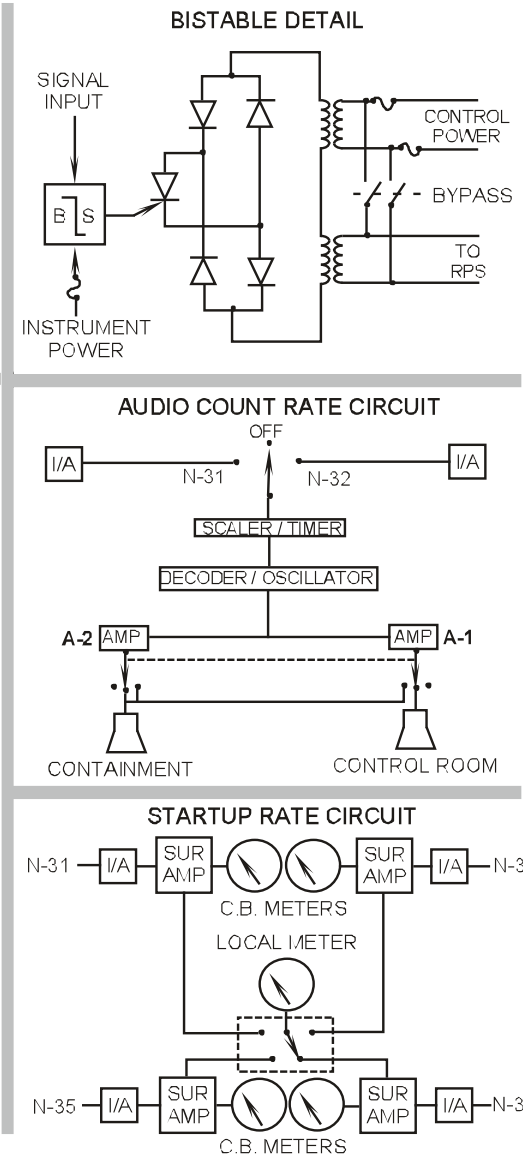 BISTABLE DETAIL
SIGNAL
INPUT
CONTROL
POWER
B S
BYPASS
TO
RPS
INSTRUMENT
POWER
AUDIO COUNT RATE CIRCUIT
OFF
I/A
I/A
N-31
N-32
SCALER / TIMER
DECODER / OSCILLATOR
A-2 AMP
AMP A-1
CONTAINMENT
CONTROL ROOM
STARTUP RATE CIRCUIT
N-31
I/A
SUR
AMP
SUR
AMP
I/A
N-3
C.B. METERS
LOCAL METER
N-35
I/A
SUR
AMP
SUR
AMP
I/A
N-3
C.B. METERS